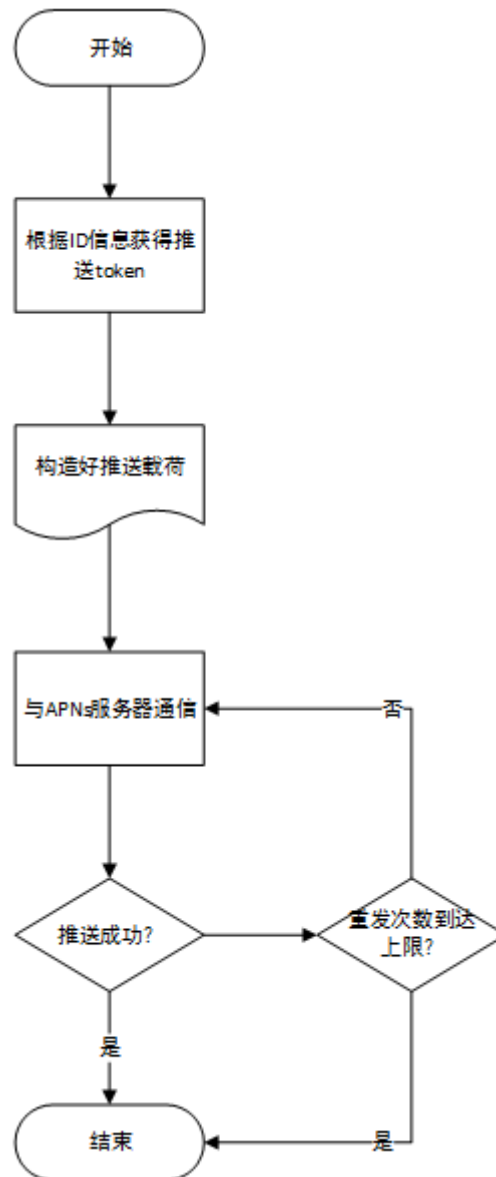 开始
根据ID信息获得推
送token
构造好推送载荷
与APNs服务器通信
否
推送成功?
重发次数到达
上限?
是
结束
是